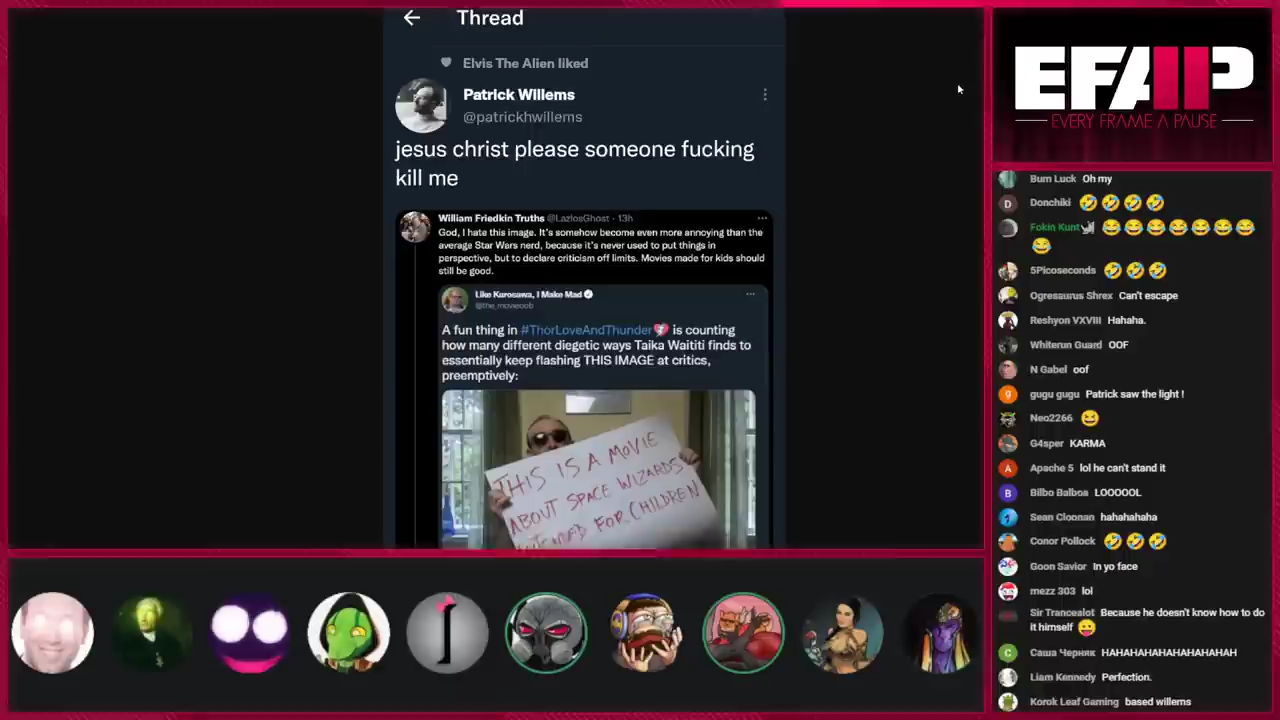 Thread
Elvis The Alien liked
Patrick Willems
@patrickhwillems
jesus christ please someone fucking
kill me
William Friedkin Truths @LazlosGhost · 13h
God, I hate this image. It's somehow become even more annoying than the
average Star Wars nerd, because it's never used to put things in
perspective, but to declare criticism off limits. Movies made for kids should
still be good.
Like Kurosawa, I Make Mad
@the_moviebob
A fun thing in #ThorLoveAndThunder is counting
how many different diegetic ways Taika Waititi finds to
essentially keep flashing THIS IMAGE at critics,
preemptively:
THIS IS A MOVIE
ABOUT SPACE WIZARDS
INTENDED FOR CHILDREN
EFAP
EVERY FRAME A PAUSE
Bum Luck Oh my
Donchiki 🤣🤣🤣🤣
Fokin Kunt 😂😂😂😂😂😂😂
😂
5Picoseconds 🤣🤣🤣
Ogresaurus Shrex Can't escape
Reshyon VXVIII Hahaha.
Whiterun Guard OOF
N Gabel oof
gugu gugu Patrick saw the light !
Neo2266 😆
G4sper KARMA
Apache 5 lol he can't stand it
Bilbo Balboa LOOOOOL
Sean Cloonan hahahahaha
Conor Pollock 🤣🤣🤣
Goon Savior In yo face
mezz 303 lol
Sir Trancealot Because he doesn't know how to do
it himself 😛
Саша Черняк HAHAHAHAHAHAHAHAH
Liam Kennedy Perfection.
Korok Leaf Gaming based willems